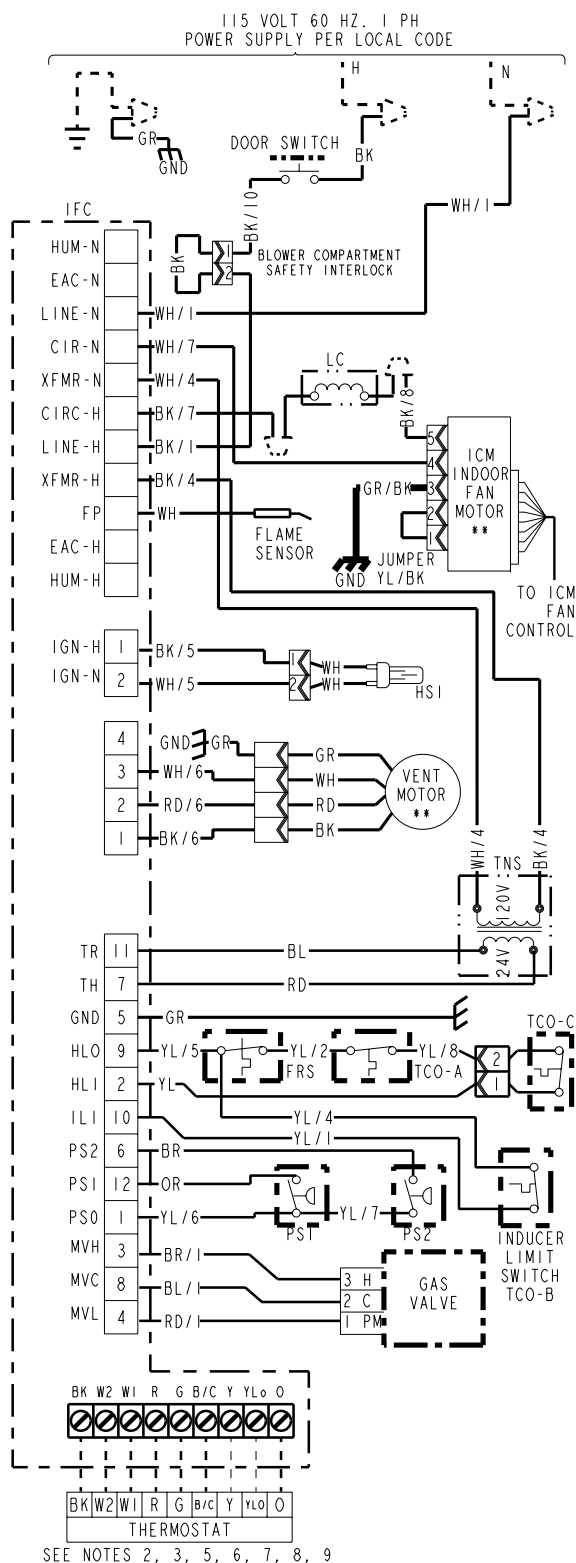 115 VOLT 60 HZ. 1 PH
POWER SUPPLY PER LOCAL CODE
H
N
GR
GND
DOOR SWITCH
BK
BK/10
WH/1
IFC
HUM-N
BK
1
2
BLOWER COMPARTMENT
SAFETY INTERLOCK
EAC-N
LINE-N
WH/1
CIR-N
WH/7
LC
XFMR-N
WH/4
BK/8
CIRC-H
BK/7
LINE-H
BK/1
5
4
3
2
1
ICM
INDOOR
FAN
MOTOR
**
XFMR-H
BK/4
GR/BK
FP
WH
FLAME
SENSOR
EAC-H
HUM-H
GND
JUMPER
YL/BK
TO ICM
FAN
CONTROL
IGN-H
1
BK/5
1
WH
IGN-N
2
WH/5
2
WH
HSI
4
GND
GR
GR
3
WH/6
WH
VENT
MOTOR
**
2
RD/6
RD
1
BK/6
BK
WH/4
BK/4
TNS
120V
24V
TR
11
BL
TH
7
RD
GND
5
GR
TCO-C
HLO
9
YL/5
YL/2
YL/8
2
FRS
TCO-A
HLI
2
YL
1
ILI
10
YL/4
YL/1
PS2
6
BR
PS1
12
OR
PSO
1
YL/6
YL/7
PS1
PS2
INDUCER
LIMIT
SWITCH
TCO-B
MVH
3
BR/1
3 H
MVC
8
BL/1
2 C
GAS
VALVE
MVL
4
RD/1
1 PM
BK W2 W1 R G B/C Y YLo O
BK W2 W1 R G B/C Y YLO O
THERMOSTAT
SEE NOTES 2, 3, 5, 6, 7, 8, 9